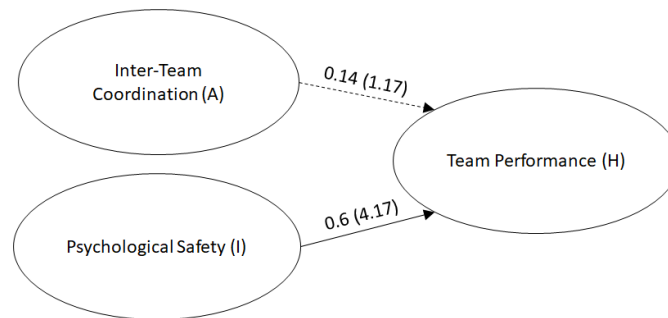 Inter-Team
Coordination (A)
0.14 (1.17)
Team Performance (H)
0.6 (4.17)
Psychological Safety (I)